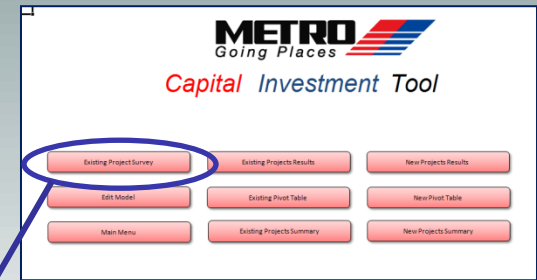 METRO
Going Places
Capital Investment Tool
Existing Project Survey
Existing Projects Results
New Projects Results
Edit Model
Existing Pivot Table
New Pivot Table
Main Menu
Existing Projects Summary
New Projects Summary